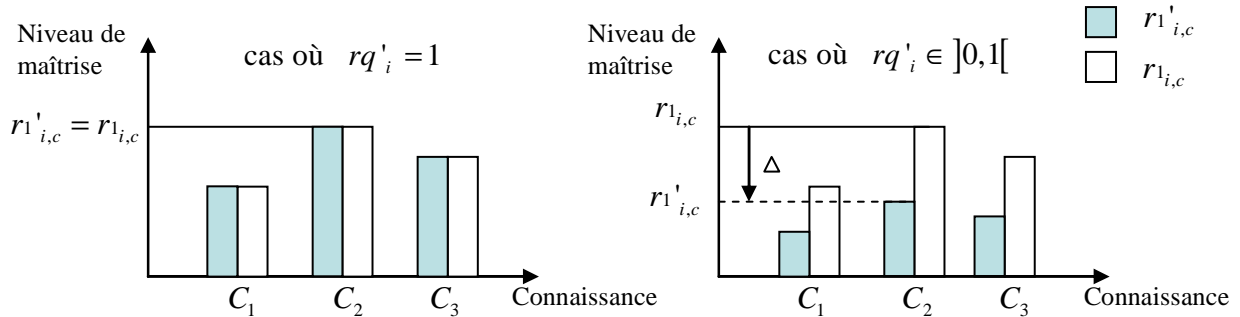 Niveau de
maîtrise
cas où rq'ᵢ = 1
r1'ᵢ,c = r1ᵢ,c
C₁
C₂
C₃
Connaissance
Niveau de
maîtrise
cas où rq'ᵢ ∈ ]0,1[
r1ᵢ,c
Δ
r1'ᵢ,c
C₁
C₂
C₃
Connaissance
r1'ᵢ,c
r1ᵢ,c